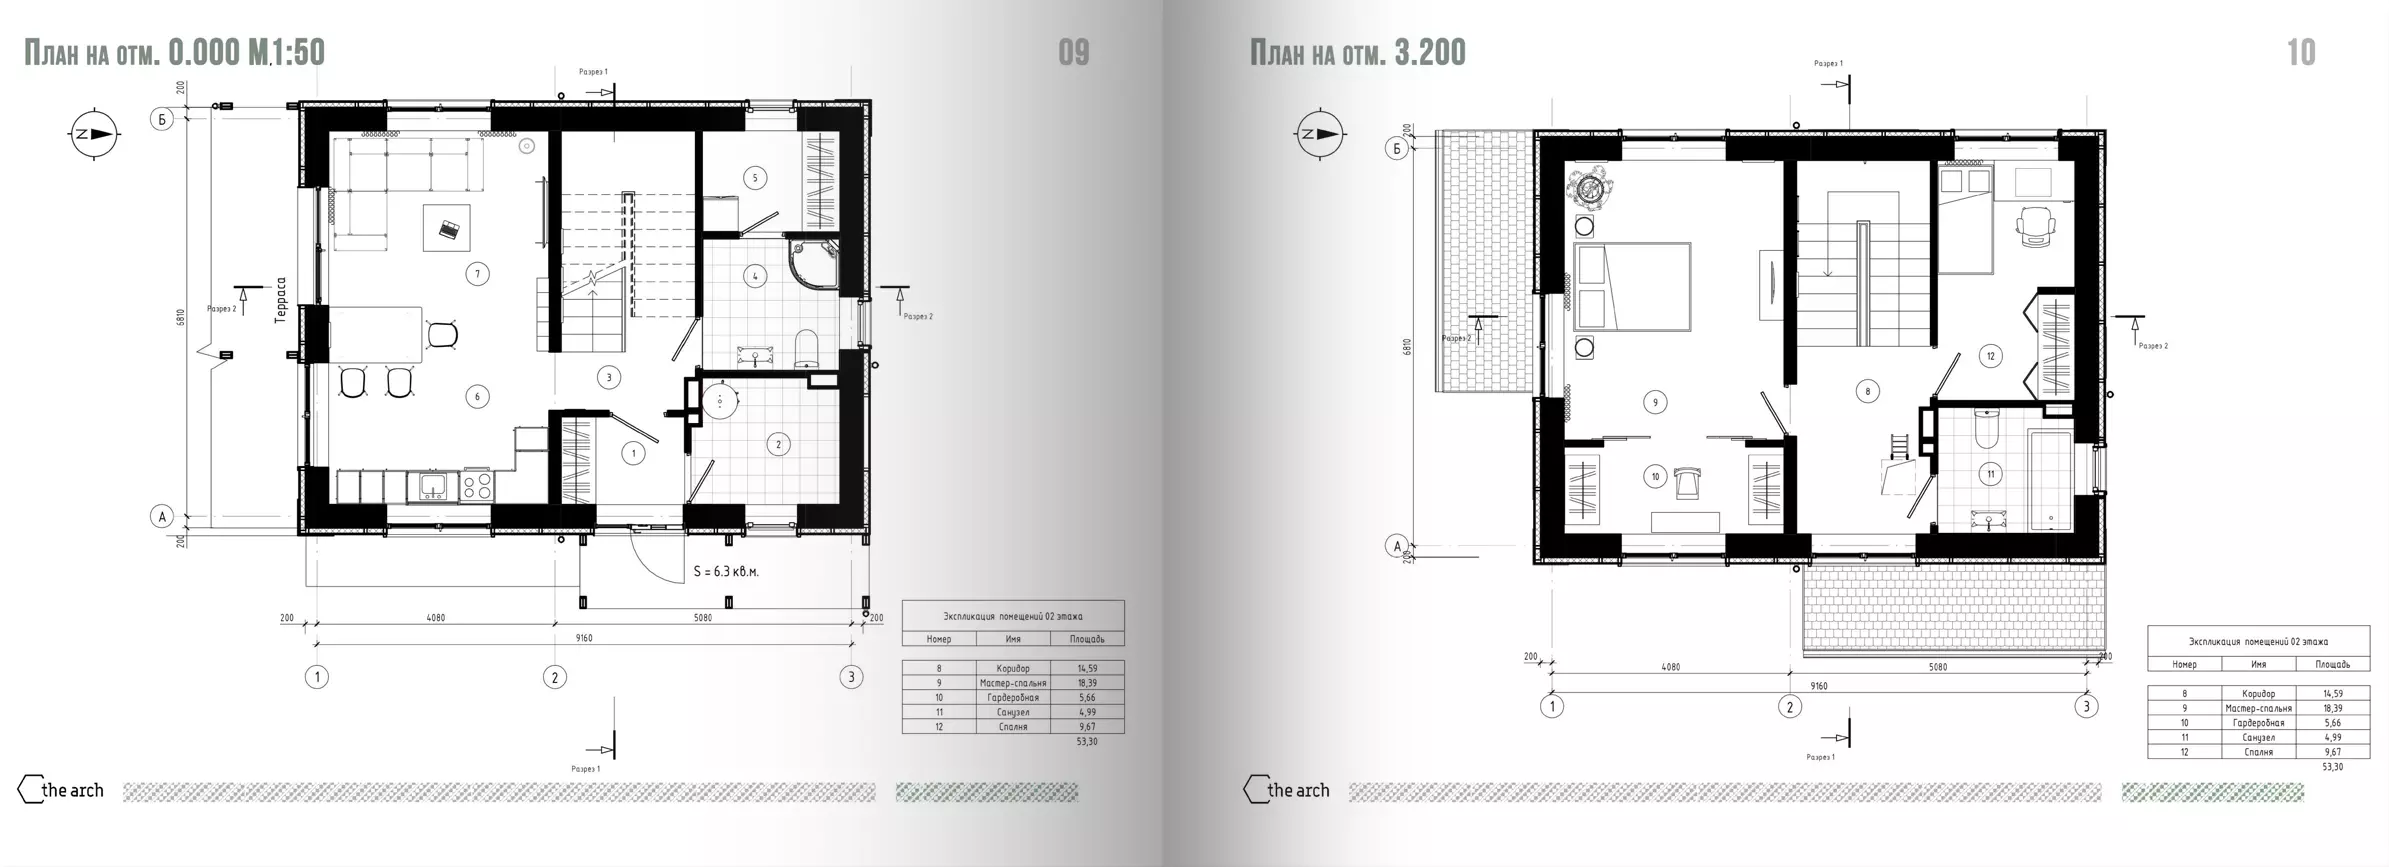 План на отм. 0.000 М1:50
09
Разрез 1
200
Б
N
5
4
7
Терраса
Разрез 2
Разрез 2
6810
3
6
1
2
А
200
S = 6.3 кв.м.
200
4080
5080
200
9160
1
2
3
Разрез 1
Экспликация помещений 02 этажа
Номер Имя Площадь
8 Коридор 14,59
9 Мастер-спальня 18,39
10 Гардеробная 5,66
11 Санузел 4,99
12 Спалня 9,67
53,30
the arch
План на отм. 3.200
10
Разрез 1
200
Б
N
Разрез 2
Разрез 2
6810
12
8
9
10
11
А
200
200
4080
5080
200
9160
1
2
3
Разрез 1
Экспликация помещений 02 этажа
Номер Имя Площадь
8 Коридор 14,59
9 Мастер-спальня 18,39
10 Гардеробная 5,66
11 Санузел 4,99
12 Спалня 9,67
53,30
the arch